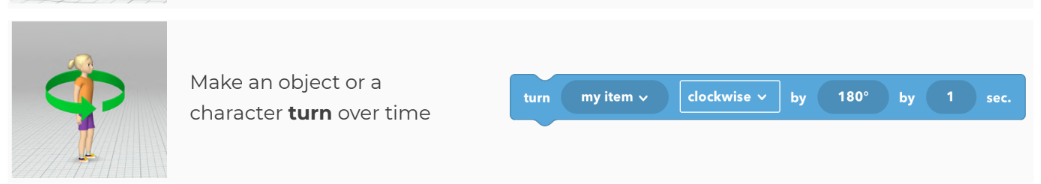 Make an object or a
character turn over time
turn my item clockwise by 180° by 1 sec.